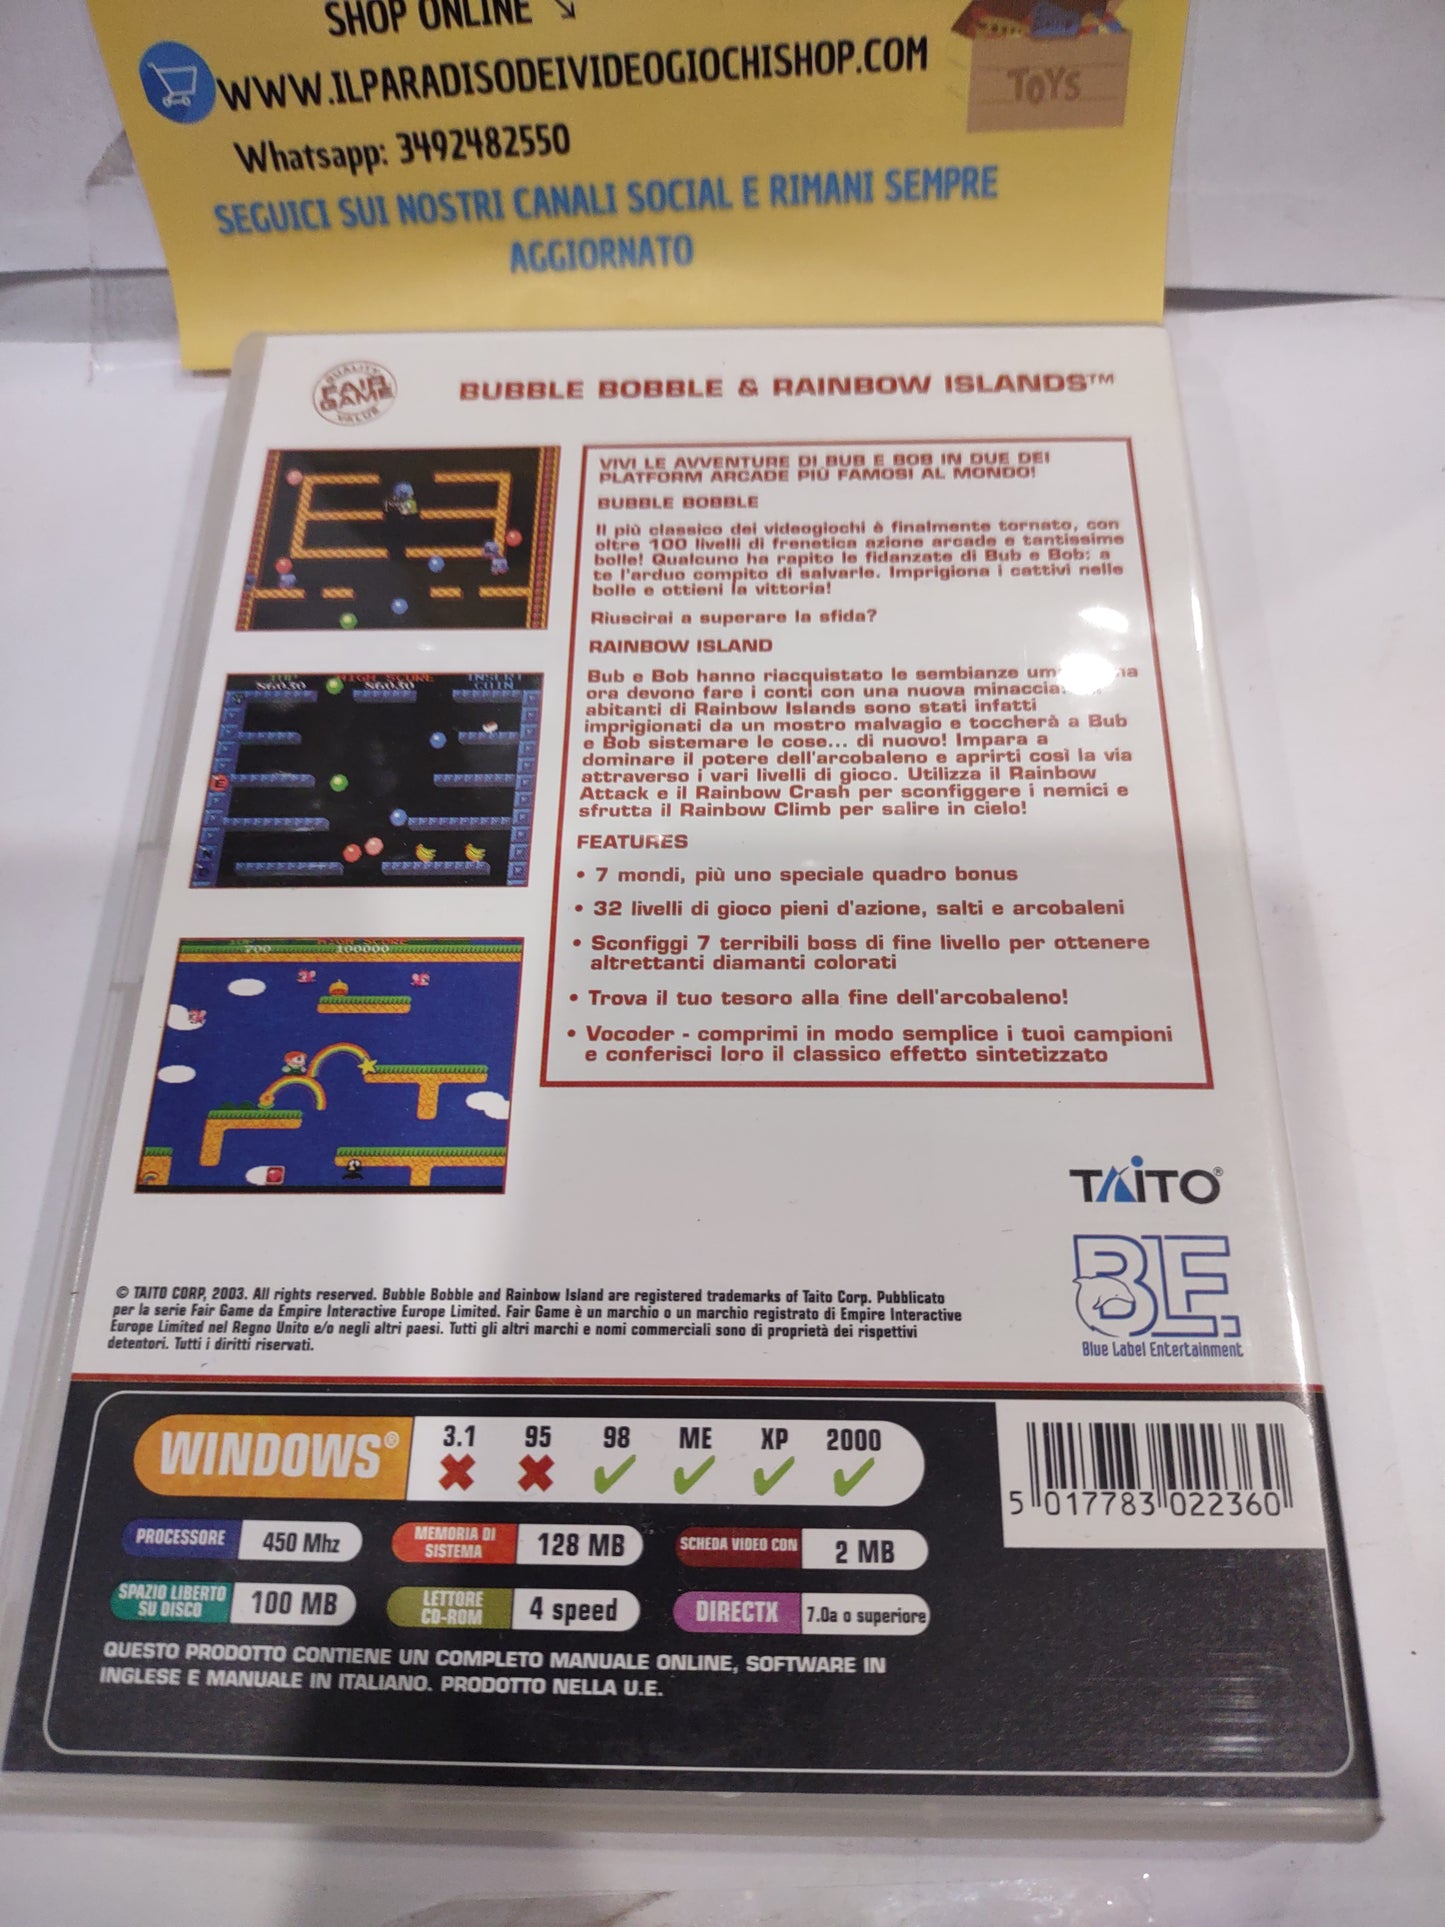 SHOP ONLINE ↘
WWW.ILPARADISODEIVIDEOGIOCHISHOP.COM
TOYS
Whatsapp: 3492482550
SEGUICI SUI NOSTRI CANALI SOCIAL E RIMANI SEMPRE
AGGIORNATO
QUALITY
FAIR
GAME
VALUE
BUBBLE BOBBLE & RAINBOW ISLANDS™
VIVI LE AVVENTURE DI BUB E BOB IN DUE DEI
PLATFORM ARCADE PIÙ FAMOSI AL MONDO!
BUBBLE BOBBLE
Il più classico dei videogiochi è finalmente tornato, con
oltre 100 livelli di frenetica azione arcade e tantissime
bolle! Qualcuno ha rapito le fidanzate di Bub e Bob: a
te l'arduo compito di salvarle. Imprigiona i cattivi nelle
bolle e ottieni la vittoria!
Riuscirai a superare la sfida?
RAINBOW ISLAND
Bub e Bob hanno riacquistato le sembianze
ora devono fare i conti con una nuova minaccia
abitanti di Rainbow Islands sono stati infatti
imprigionati da un mostro malvagio e toccherà a Bub
e Bob sistemare le cose... di nuovo! Impara a
dominare il potere dell'arcobaleno e aprirti così la via
attraverso i vari livelli di gioco. Utilizza il Rainbow
Attack e il Rainbow Crash per sconfiggere i nemici e
sfrutta il Rainbow Climb per salire in cielo!
FEATURES
• 7 mondi, più uno speciale quadro bonus
• 32 livelli di gioco pieni d'azione, salti e arcobaleni
• Sconfiggi 7 terribili boss di fine livello per ottenere
altrettanti diamanti colorati
• Trova il tuo tesoro alla fine dell'arcobaleno!
• Vocoder - comprimi in modo semplice i tuoi campioni
e conferisci loro il classico effetto sintetizzato
HIGH SCORE
INSERT
COIN
86030
86030
700
100000
TAITO®
BE.
Blue Label Entertainment
© TAITO CORP, 2003. All rights reserved. Bubble Bobble and Rainbow Island are registered trademarks of Taito Corp. Pubblicato
per la serie Fair Game da Empire Interactive Europe Limited. Fair Game è un marchio o un marchio registrato di Empire Interactive
Europe Limited nel Regno Unito e/o negli altri paesi. Tutti gli altri marchi e nomi commerciali sono di proprietà dei rispettivi
detentori. Tutti i diritti riservati.
WINDOWS® 3.1 95 98 ME XP 2000
5 017783 022360
PROCESSORE 450 Mhz
MEMORIA DI
SISTEMA 128 MB
SCHEDA VIDEO CON 2 MB
SPAZIO LIBERTO
SU DISCO 100 MB
LETTORE
CD-ROM 4 speed
DIRECTX 7.0a o superiore
QUESTO PRODOTTO CONTIENE UN COMPLETO MANUALE ONLINE, SOFTWARE IN
INGLESE E MANUALE IN ITALIANO. PRODOTTO NELLA U.E.